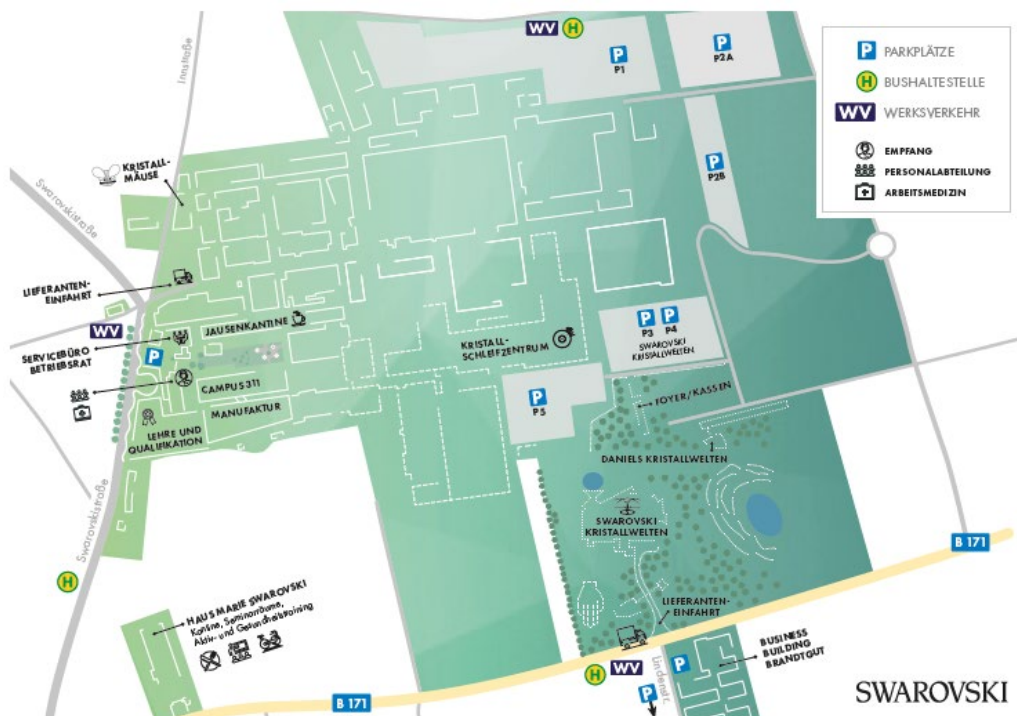 WV H
P
P1
P
P2A
P
P2B
P PARKPLÄTZE
H BUSHALTESTELLE
WV WERKSVERKEHR
EMPFANG
PERSONALABTEILUNG
ARBEITSMEDIZIN
Innstraße
KRISTALL-
MÄUSE
Swarovskistraße
LIEFERANTEN-
EINFAHRT
WV
SERVICEBÜRO
BETRIEBSRAT
P
JAUSENKANTINE
CAMPUS 311
MANUFAKTUR
LEHRE UND
QUALIFIKATION
KRISTALL-
SCHLEIFZENTRUM
P P
P3 P4
SWAROVSKI
KRISTALLWELTEN
P
P5
FOYER/KASSEN
DANIELS KRISTALLWELTEN
SWAROVSKI-
KRISTALLWELTEN
Swarovskistraße
H
B 171
HAUS MARIE SWAROVSKI
Kantine, Seminarräume,
Aktiv- und Gesundheitstraining
LIEFERANTEN-
EINFAHRT
H WV
P
Lindenstr.
P
BUSINESS
BUILDING
BRANDTGUT
B 171
SWAROVSKI